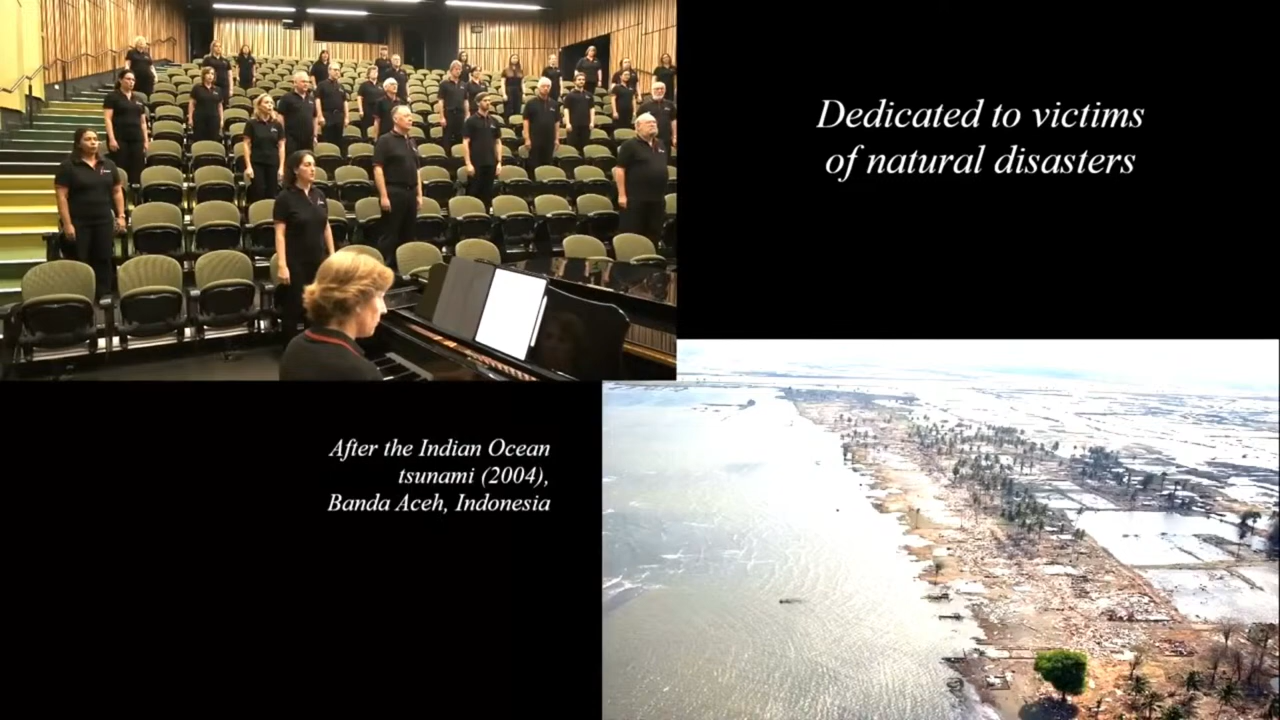 Dedicated to victims
of natural disasters
After the Indian Ocean
tsunami (2004),
Banda Aceh, Indonesia